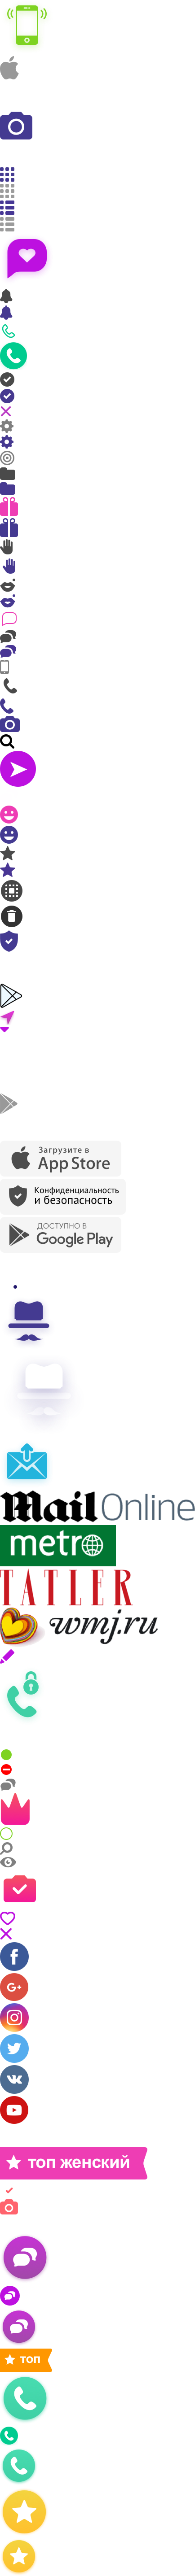 Загрузите в
App Store
Конфиденциальность
и безопасность
ДОСТУПНО В
Google Play
Mail Online
metro
TATLER
wmj.ru
G+
ТОП ЖЕНСКИЙ
ТОП